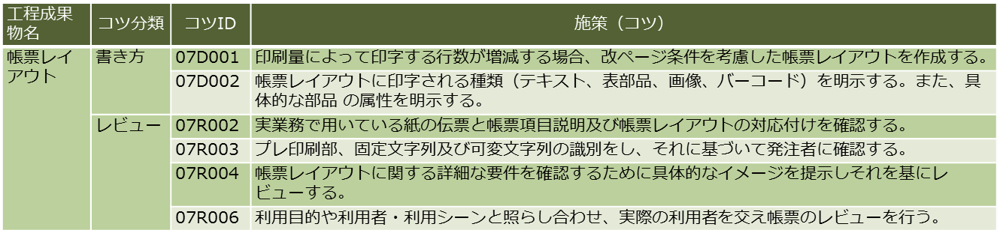 工程成果
物名
コツ分類
コツID
施策（コツ）
帳票レイ
アウト
書き方
07D001
印刷量によって印字する行数が増減する場合、改ページ条件を考慮した帳票レイアウトを作成する。
07D002
帳票レイアウトに印字される種類（テキスト、表部品、画像、バーコード）を明示する。また、具
体的な部品 の属性を明示する。
レビュー
07R002
実業務で用いている紙の伝票と帳票項目説明及び帳票レイアウトの対応付けを確認する。
07R003
プレ印刷部、固定文字列及び可変文字列の識別をし、それに基づいて発注者に確認する。
07R004
帳票レイアウトに関する詳細な要件を確認するために具体的なイメージを提示しそれを基にレ
ビューする。
07R006
利用目的や利用者・利用シーンと照らし合わせ、実際の利用者を交え帳票のレビューを行う。